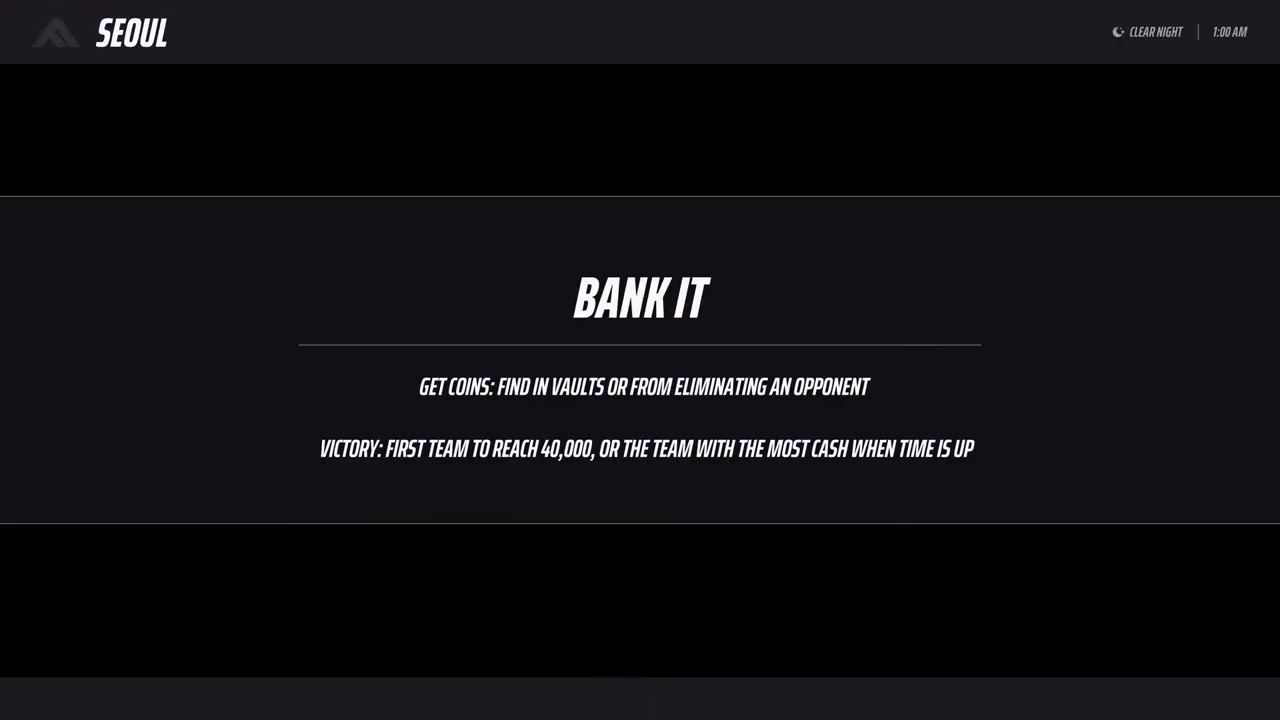 SEOUL
CLEAR NIGHT
1:00 AM
BANK IT
GET COINS: FIND IN VAULTS OR FROM ELIMINATING AN OPPONENT
VICTORY: FIRST TEAM TO REACH 40,000, OR THE TEAM WITH THE MOST CASH WHEN TIME IS UP